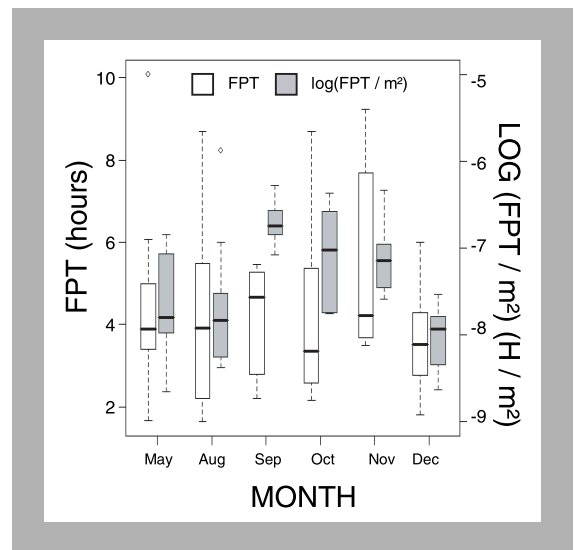 FPT log(FPT / m²)
10
8
6
4
2
FPT (hours)
-5
-6
-7
-8
-9
LOG (FPT / m²) (H / m²)
May Aug Sep Oct Nov Dec
MONTH